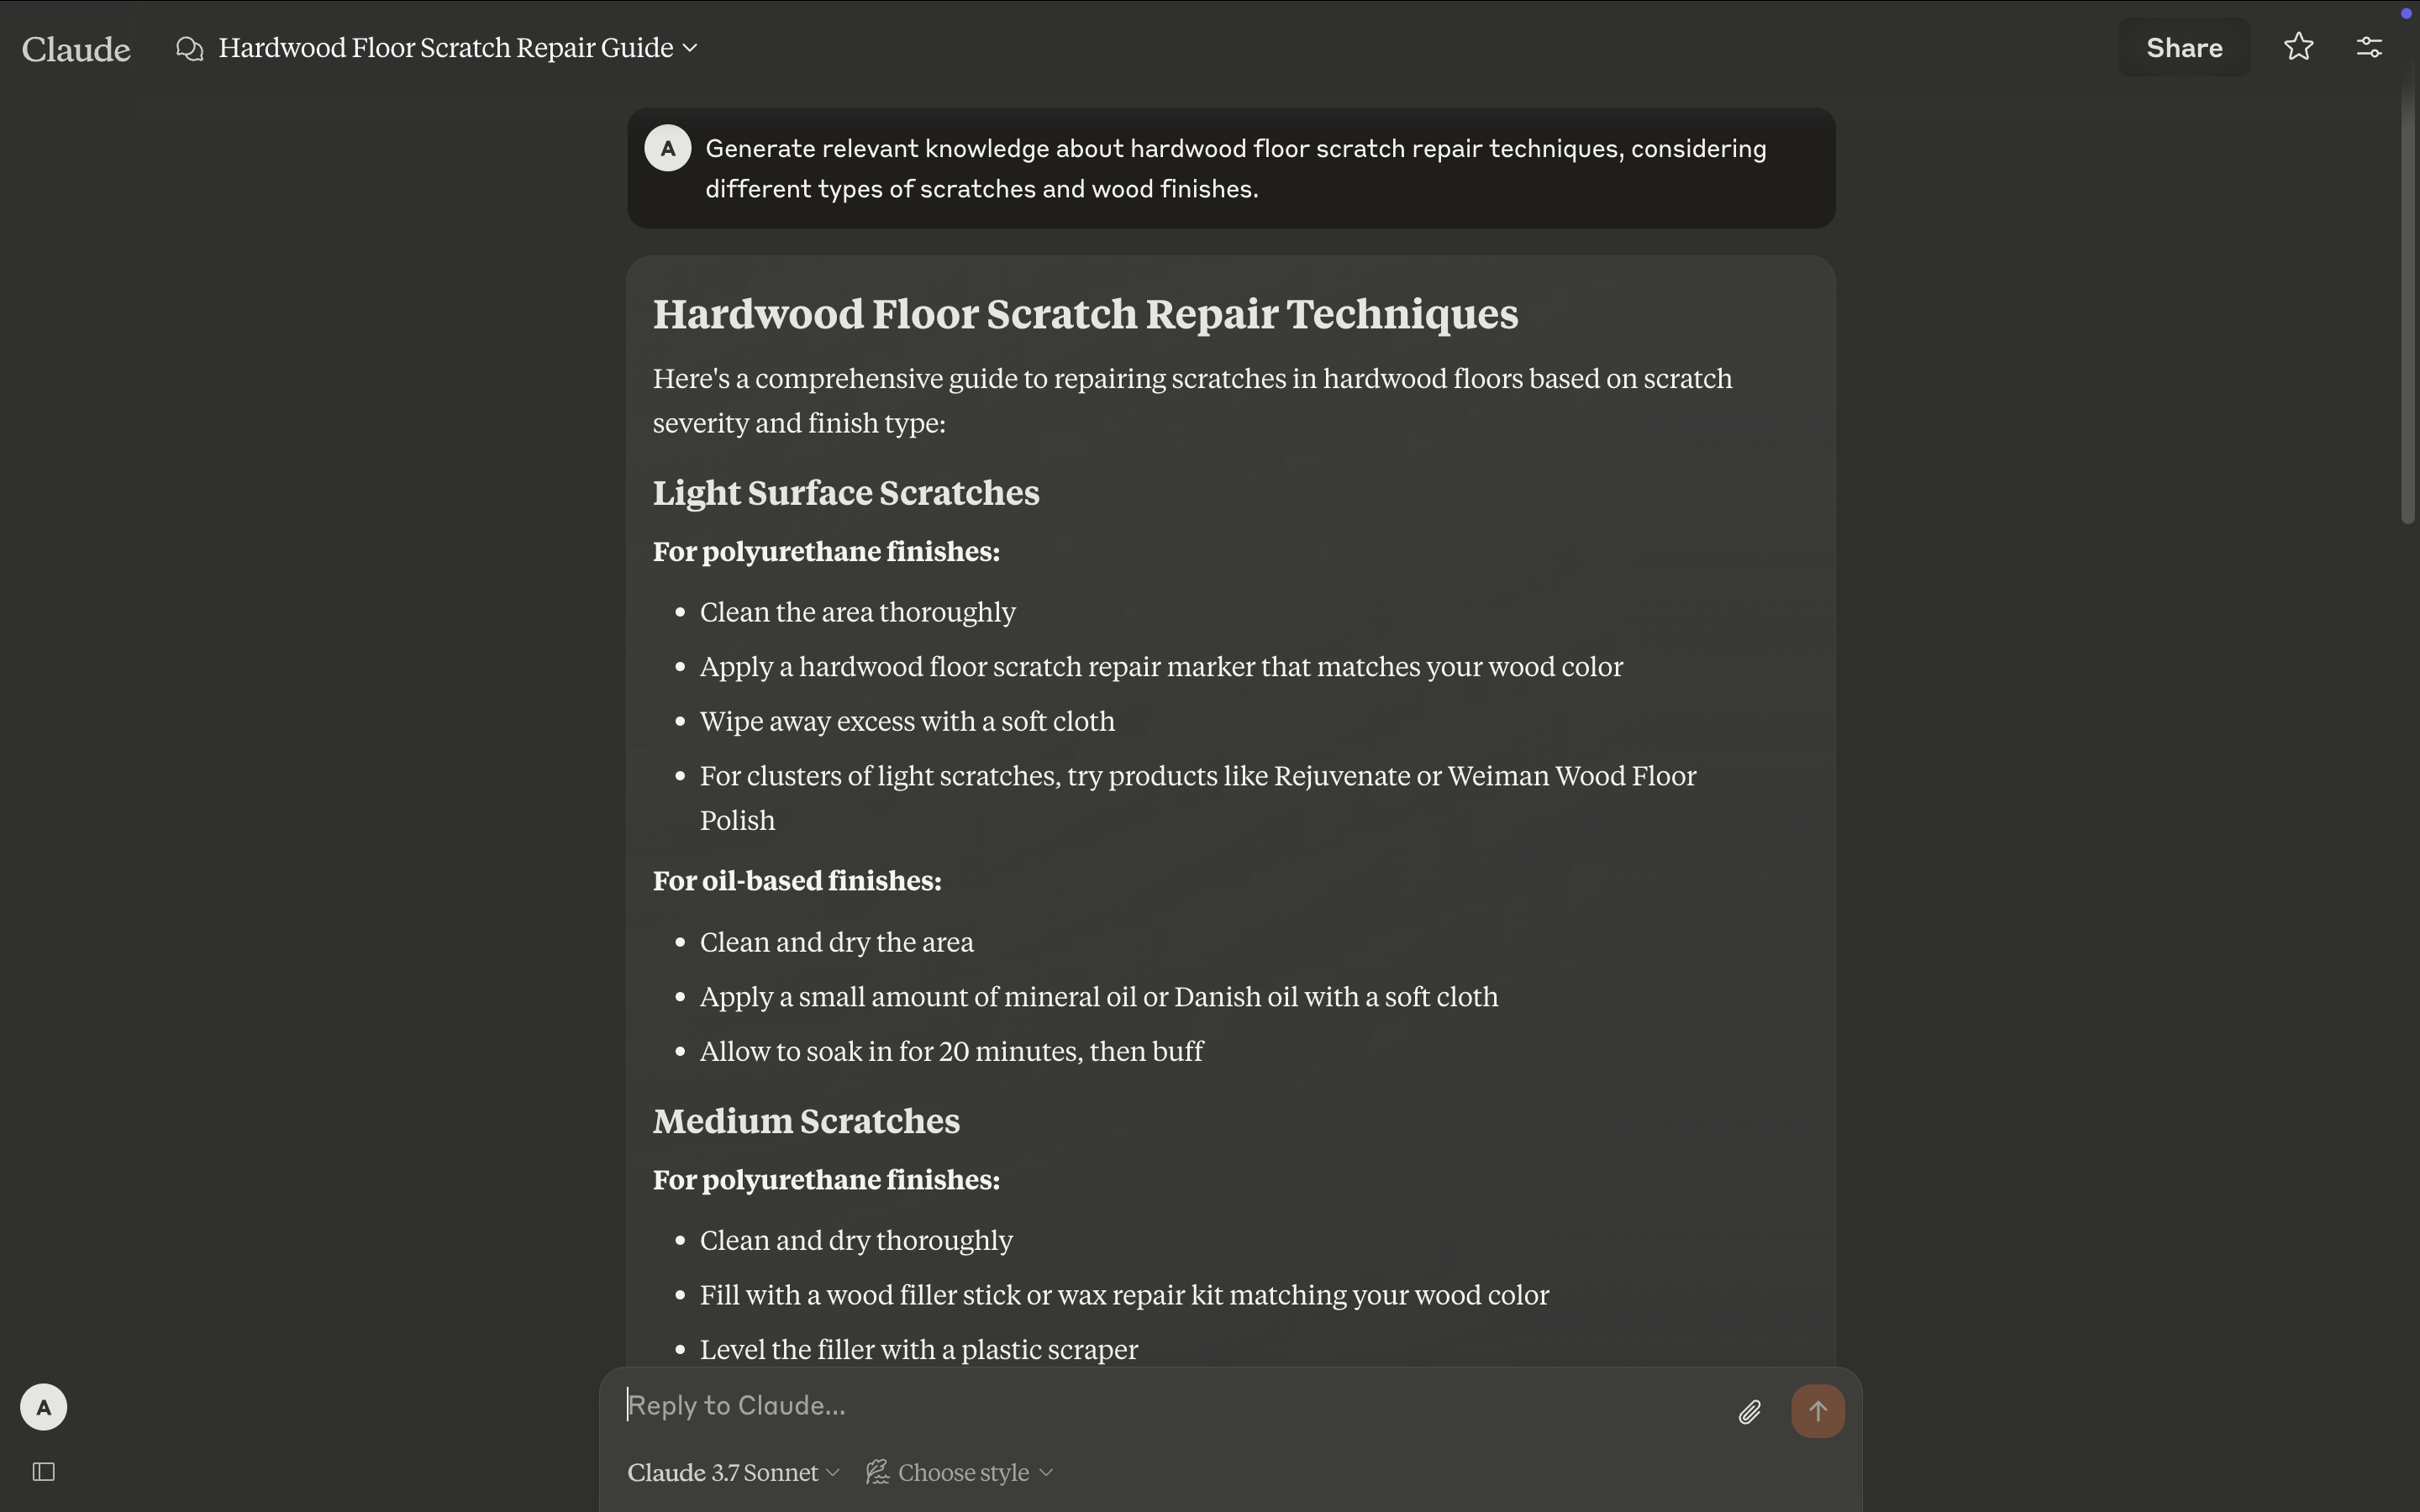 Claude
Hardwood Floor Scratch Repair Guide
Share
A
Generate relevant knowledge about hardwood floor scratch repair techniques, considering
different types of scratches and wood finishes.
Hardwood Floor Scratch Repair Techniques
Here's a comprehensive guide to repairing scratches in hardwood floors based on scratch
severity and finish type:
Light Surface Scratches
For polyurethane finishes:
• Clean the area thoroughly
• Apply a hardwood floor scratch repair marker that matches your wood color
• Wipe away excess with a soft cloth
• For clusters of light scratches, try products like Rejuvenate or Weiman Wood Floor
Polish
For oil-based finishes:
• Clean and dry the area
• Apply a small amount of mineral oil or Danish oil with a soft cloth
• Allow to soak in for 20 minutes, then buff
Medium Scratches
For polyurethane finishes:
• Clean and dry thoroughly
• Fill with a wood filler stick or wax repair kit matching your wood color
• Level the filler with a plastic scraper
Reply to Claude...
Claude 3.7 Sonnet
Choose style
A